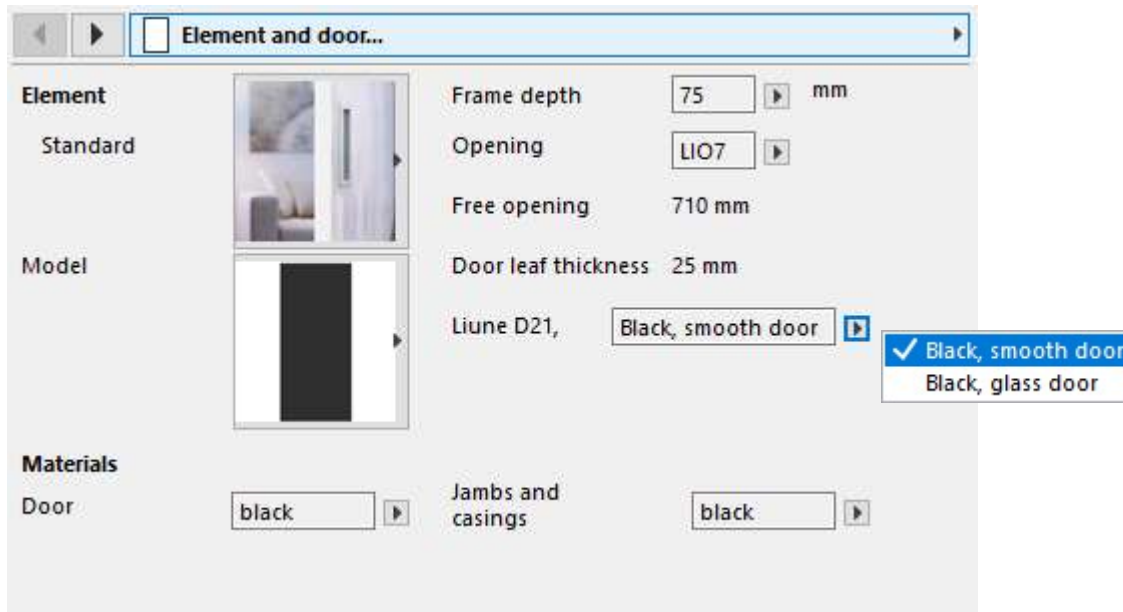 Element and door...
Element
Standard
Frame depth 75 mm
Opening LIO7
Free opening 710 mm
Model
Door leaf thickness 25 mm
Liune D21, Black, smooth door
Black, smooth door
Black, glass door
Materials
Door black
Jambs and
casings black